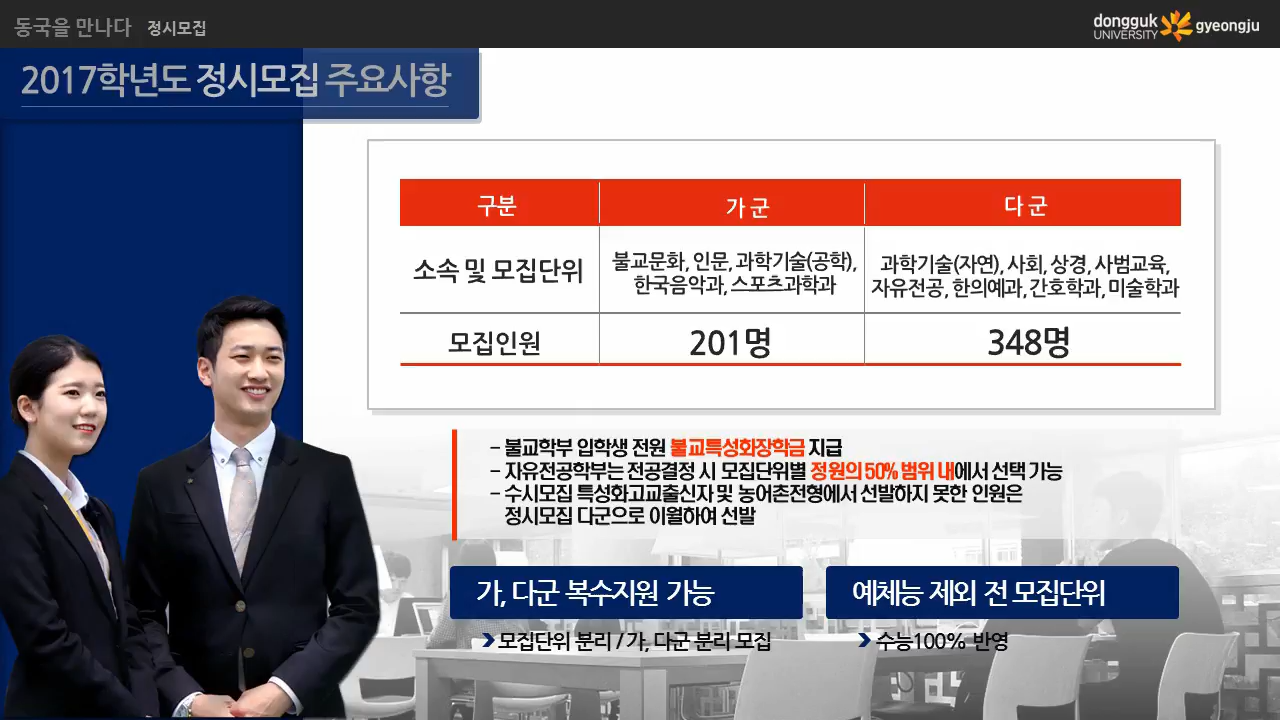 동국을 만나다 정시모집
dongguk
UNIVERSITY
gyeongju
2017학년도 정시모집 주요사항
구분 가 군 다 군
소속 및 모집단위
불교문화, 인문, 과학기술(공학),
한국음악과, 스포츠과학과
과학기술(자연), 사회, 상경, 사범교육,
자유전공, 한의예과, 간호학과, 미술학과
모집인원 201명 348명
- 불교학부 입학생 전원 불교특성화장학금 지급
- 자유전공학부는 전공결정 시 모집단위별 정원의 50% 범위 내에서 선택 가능
- 수시모집 특성화고교출신자 및 농어촌전형에서 선발하지 못한 인원은
정시모집 다군으로 이월하여 선발
가, 다군 복수지원 가능
모집단위 분리 / 가, 다군 분리 모집
예체능 제외 전 모집단위
수능100% 반영